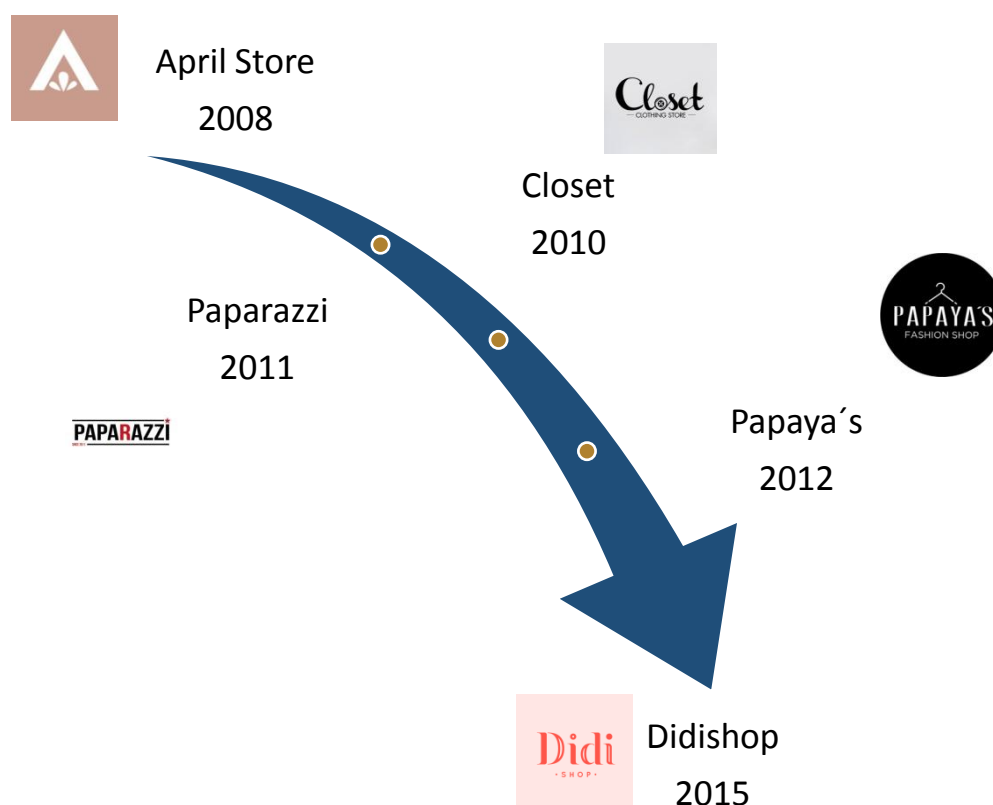 April Store
2008
Closet
CLOTHING STORE
Closet
2010
PAPAYA´S
FASHION SHOP
Paparazzi
2011
PAPARAZZI
Papaya´s
2012
Didi
·SHOP·
Didishop
2015